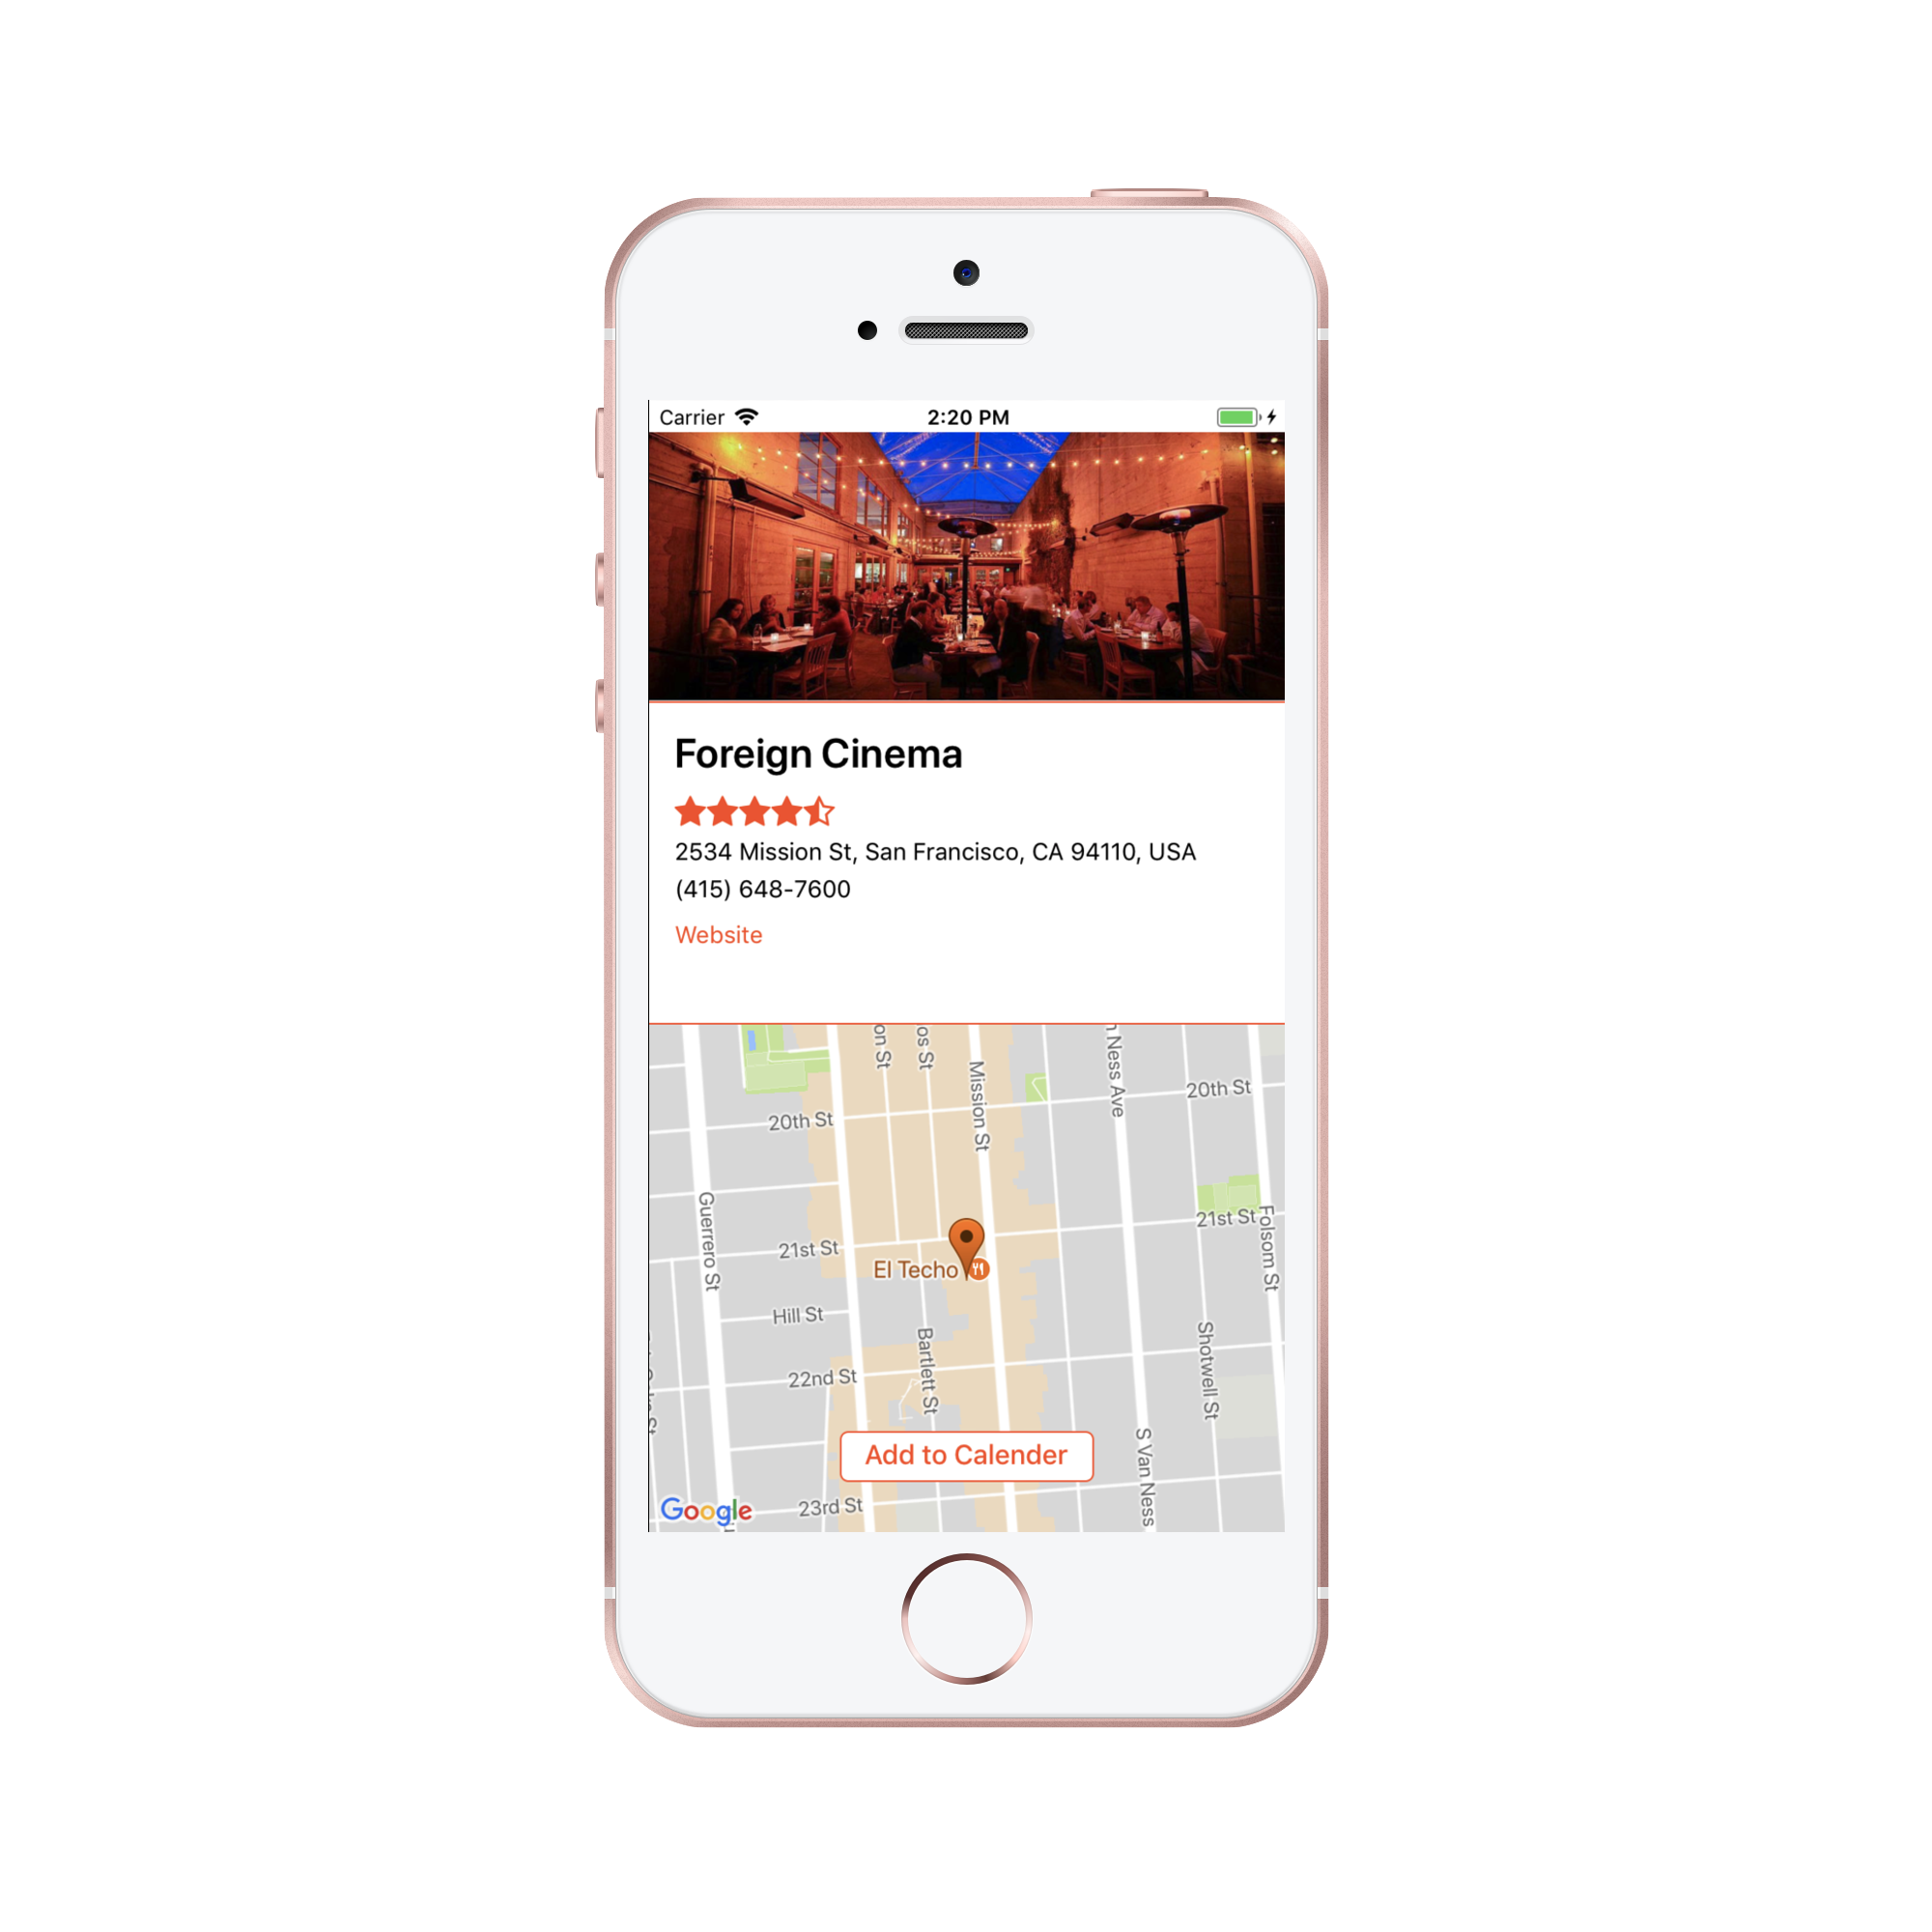 Carrier
2:20 PM
Foreign Cinema
2534 Mission St, San Francisco, CA 94110, USA
(415) 648-7600
Website
on St
os St
Mission St
n Ness Ave
20th St
20th St
Guerrero St
21st St
Folsom St
21st St
El Techo
Hill St
Bartlett St
Shotwell St
22nd St
Add to Calender
S Van Ness
Google
23rd St